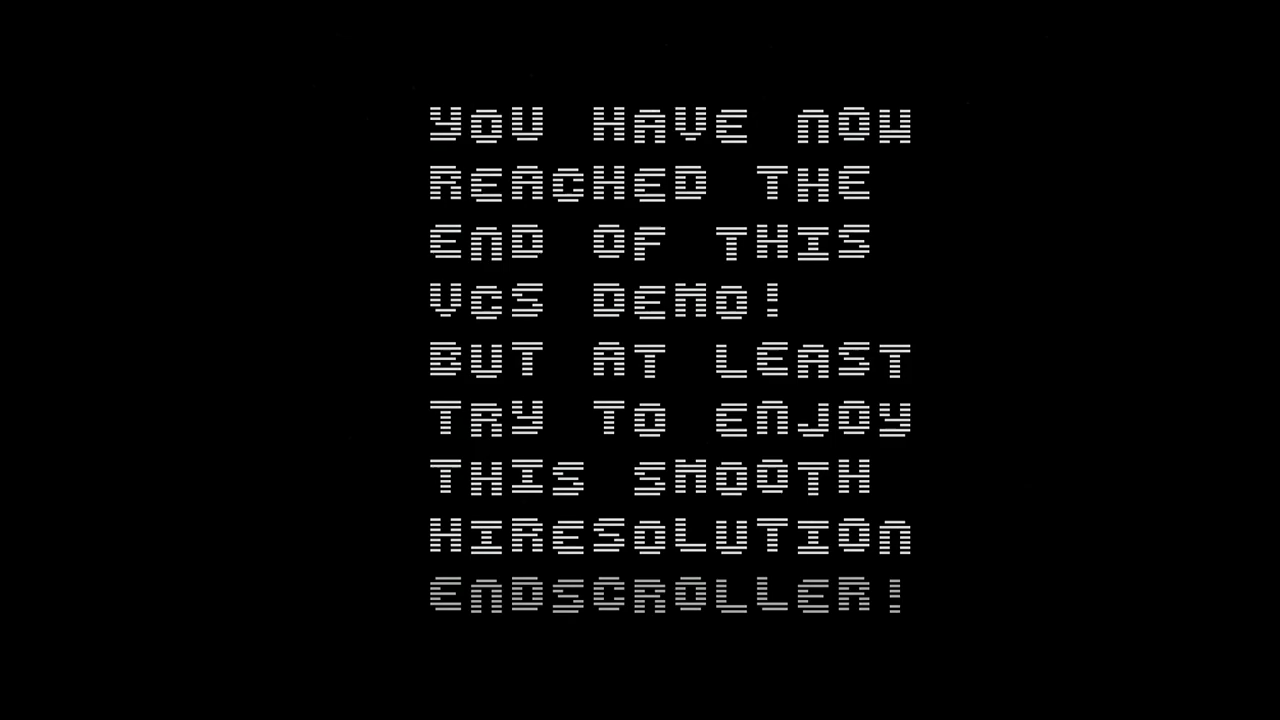 YOU HAVE NOW
REACHED THE
END OF THIS
VCS DEMO!
BUT AT LEAST
TRY TO ENJOY
THIS SMOOTH
HIRESOLUTION
ENDSCROLLER!